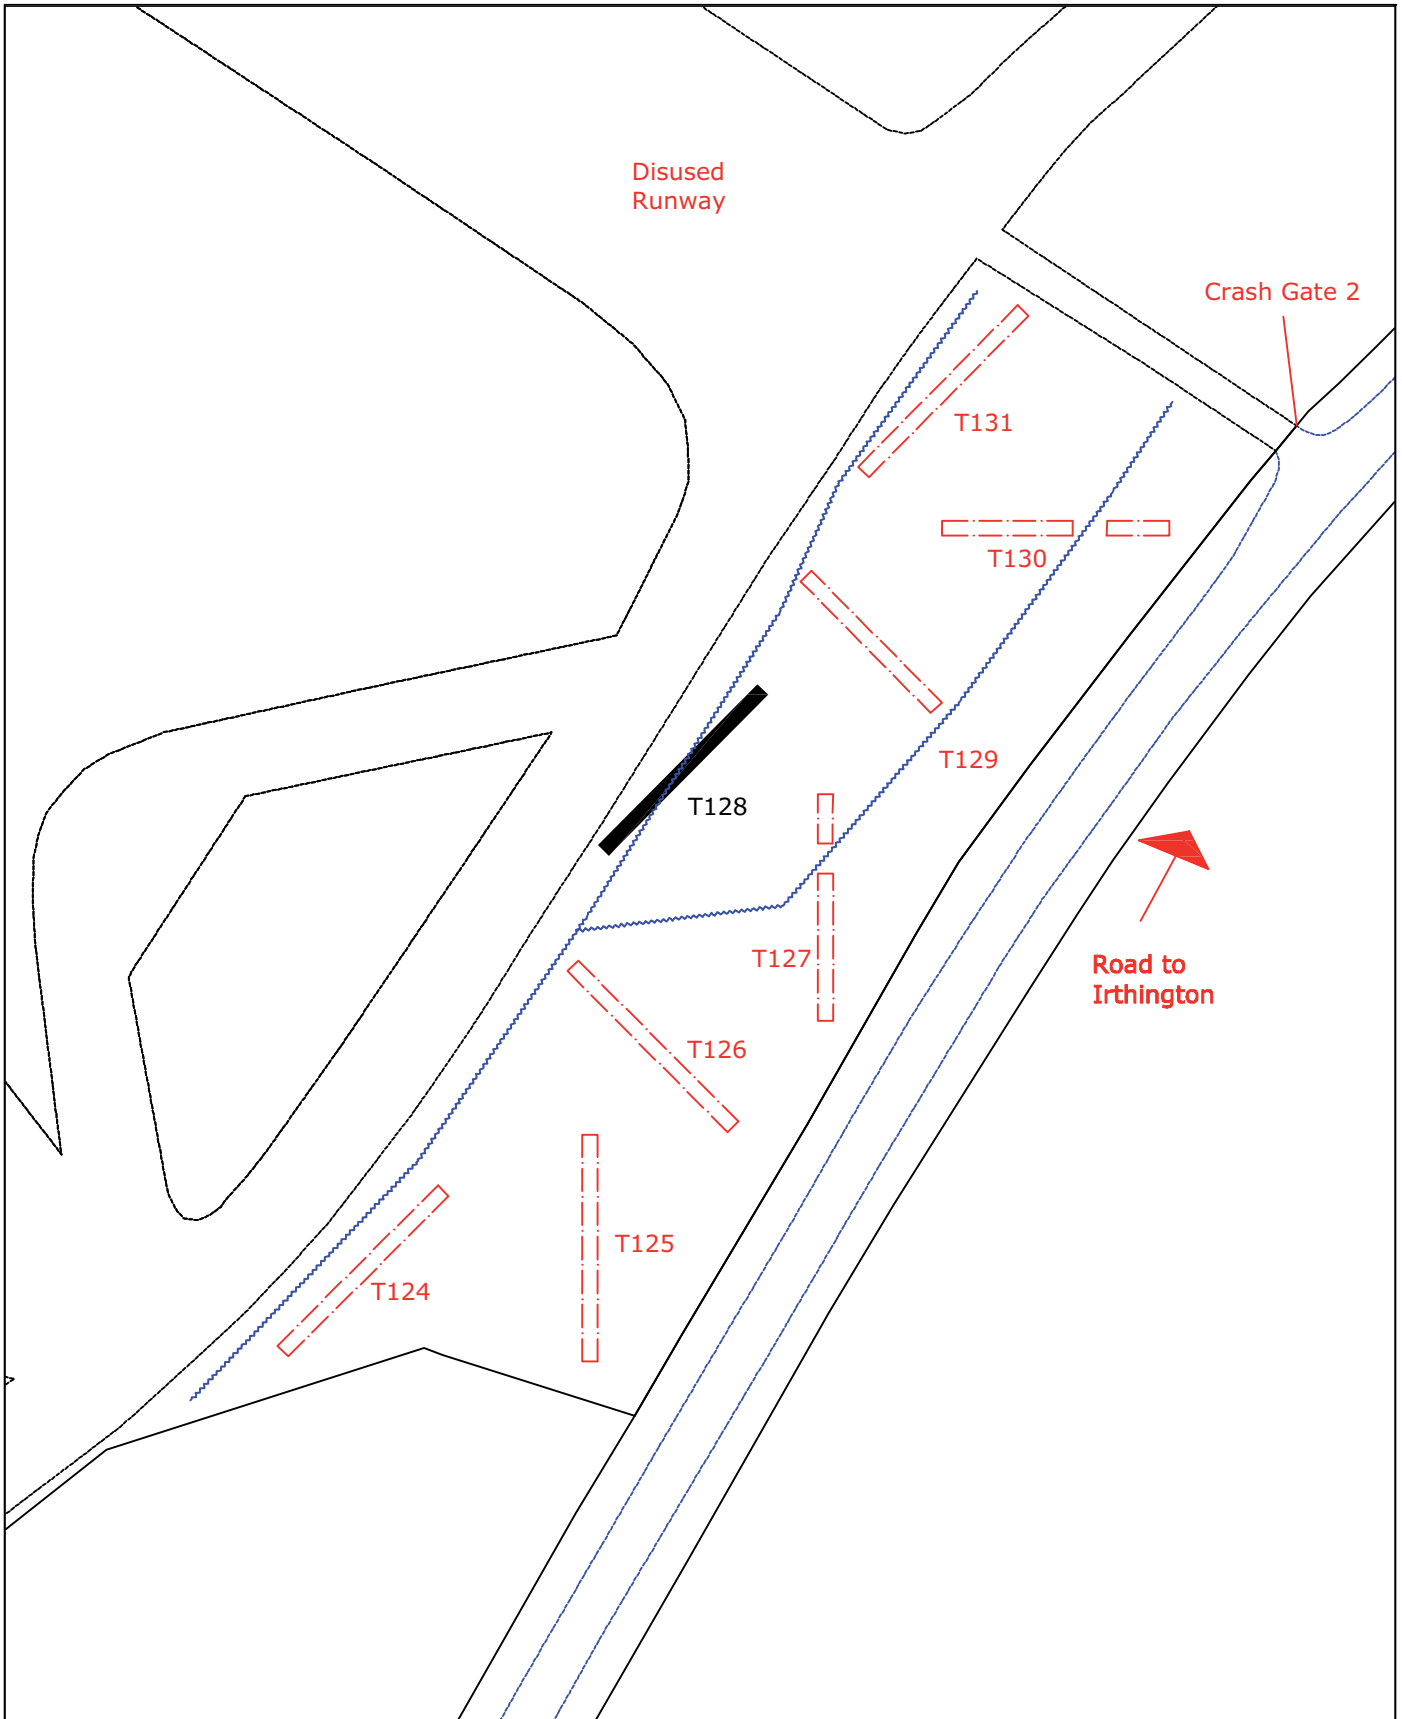 Disused
Runway
Crash Gate 2
T131
T130
T129
T128
T127
Road to
Irthington
T126
T125
T124